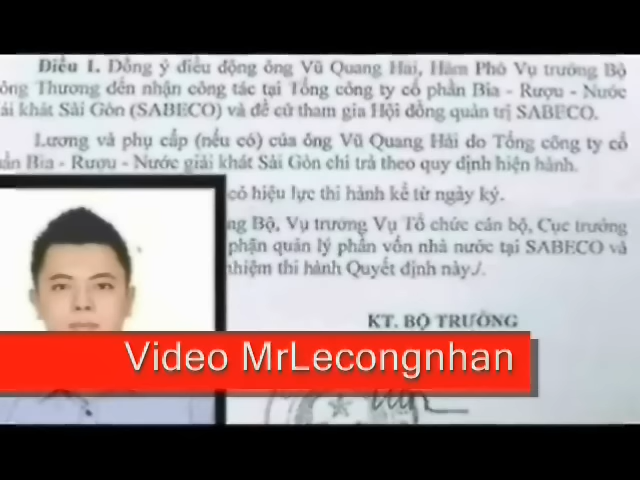 Điều 1. Đồng ý điều động ông Vũ Quang Hải, Hàm Phó Vụ trưởng Bộ
ông Thương đến nhận công tác tại Tổng công ty cổ phần Bia - Rượu - Nước
ải khát Sài Gòn (SABECO) và đề cử tham gia Hội đồng quản trị SABECO.
Lương và phụ cấp (nếu có) của ông Vũ Quang Hải do Tổng công ty cổ
hần Bia - Rượu - Nước giải khát Sài Gòn chi trả theo quy định hiện hành.
có hiệu lực thi hành kể từ ngày ký.
ng Bộ, Vụ trưởng Vụ Tổ chức cán bộ, Cục trưởng
phận quản lý phần vốn nhà nước tại SABECO và
nhiệm thi hành Quyết định này./.
KT. BỘ TRƯỞNG
Video MrLecongnhan